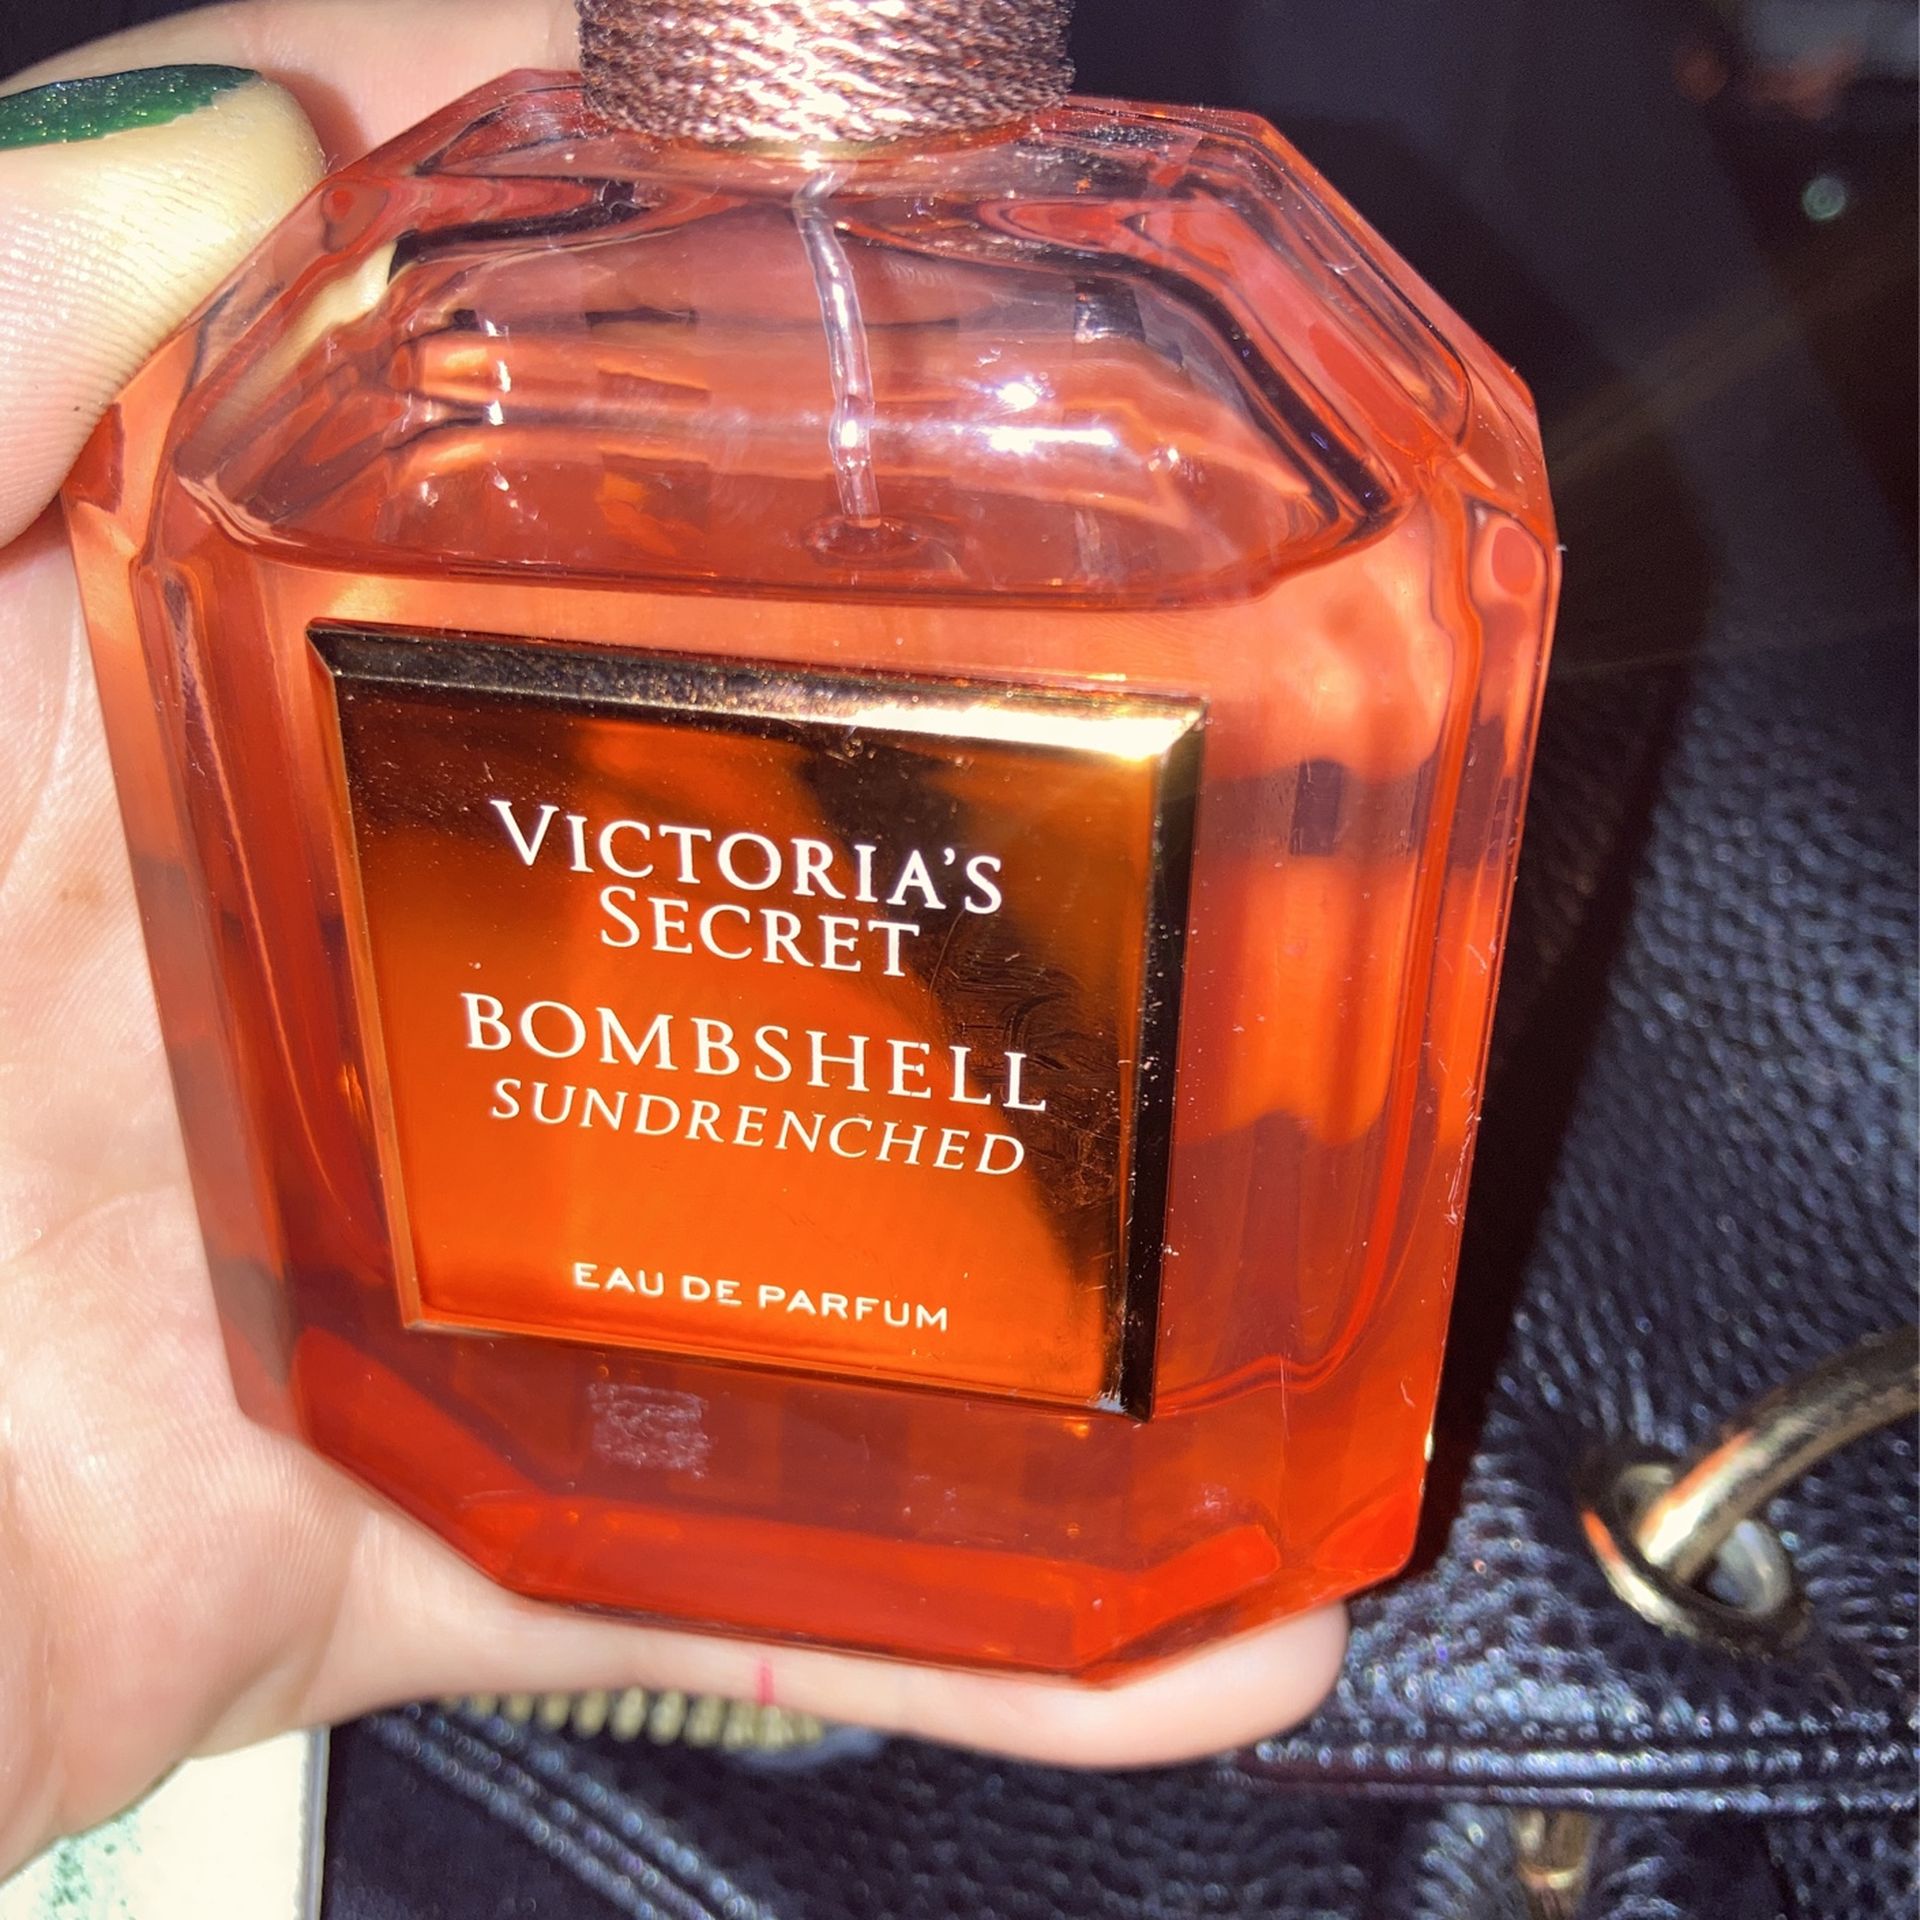 VICTORIA'S
SECRET
BOMBSHELL
SUNDRENCHED
EAU DE PARFUM